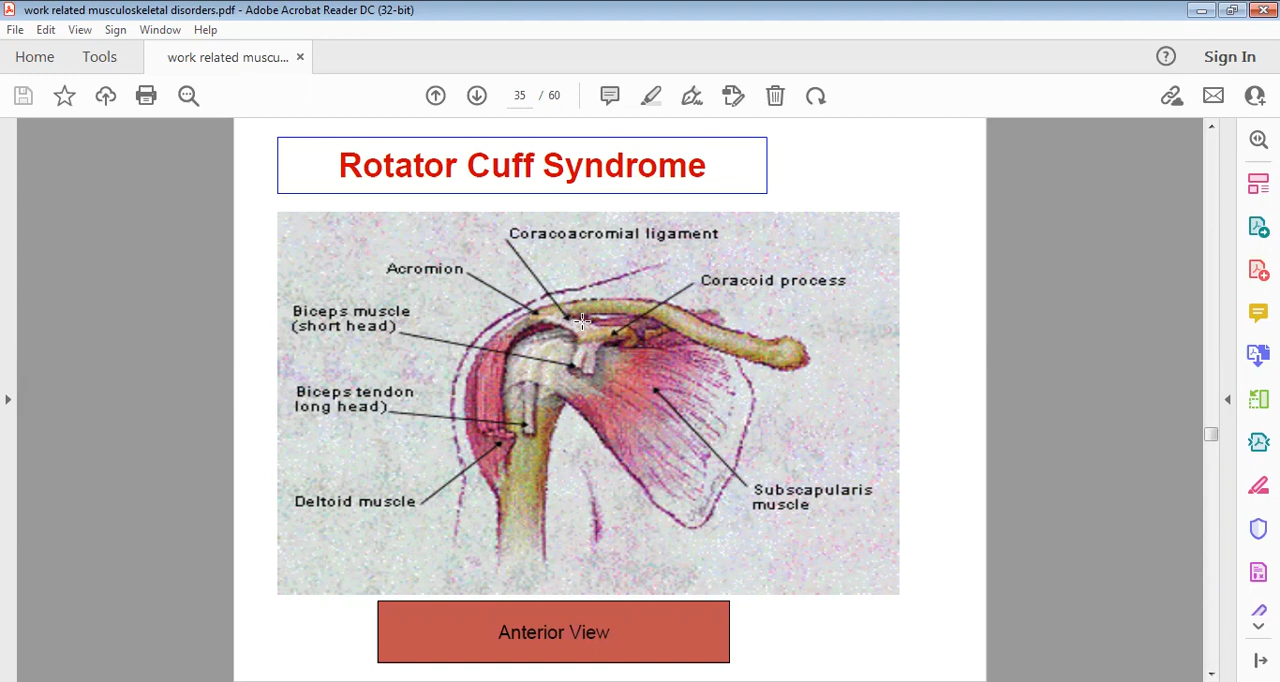 work related musculoskeletal disorders.pdf - Adobe Acrobat Reader DC (32-bit)
File Edit View Sign Window Help
Home Tools work related muscu... Sign In
35 / 60
Rotator Cuff Syndrome
Coracoacromial ligament
Acromion
Coracoid process
Biceps muscle
(short head)
Biceps tendon
long head)
Deltoid muscle
Subscapularis
muscle
Anterior View